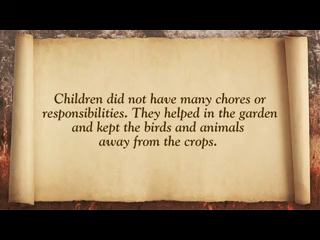 Children did not have many chores or
responsibilities. They helped in the garden
and kept the birds and animals
away from the crops.